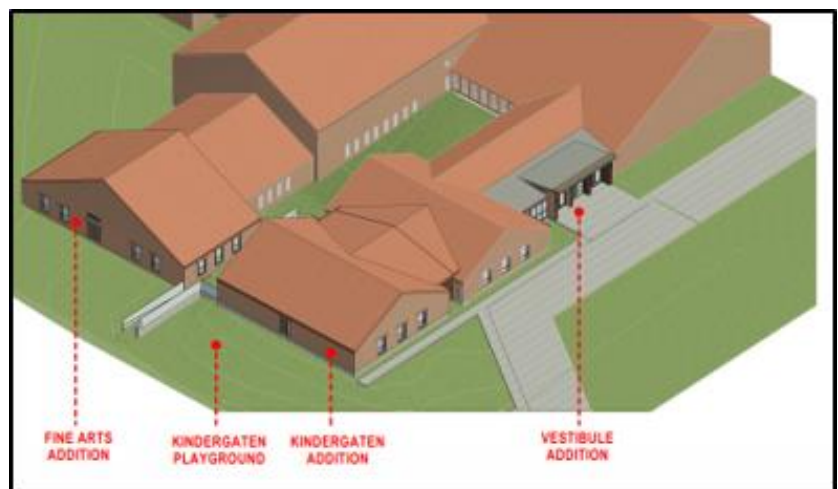 FINE ARTS
ADDITION
KINDERGATEN
PLAYGROUND
KINDERGATEN
ADDITION
VESTIBULE
ADDITION